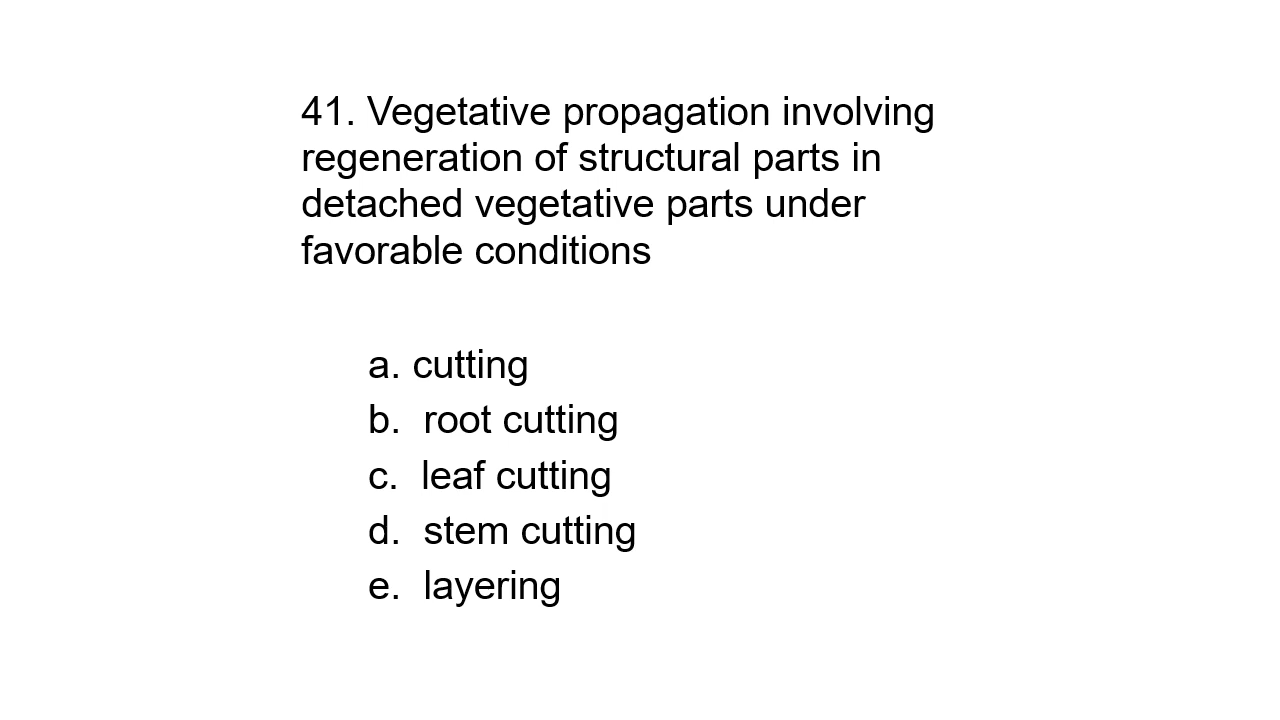 41. Vegetative propagation involving
regeneration of structural parts in
detached vegetative parts under
favorable conditions
a. cutting
b.  root cutting
c.  leaf cutting
d.  stem cutting
e.  layering